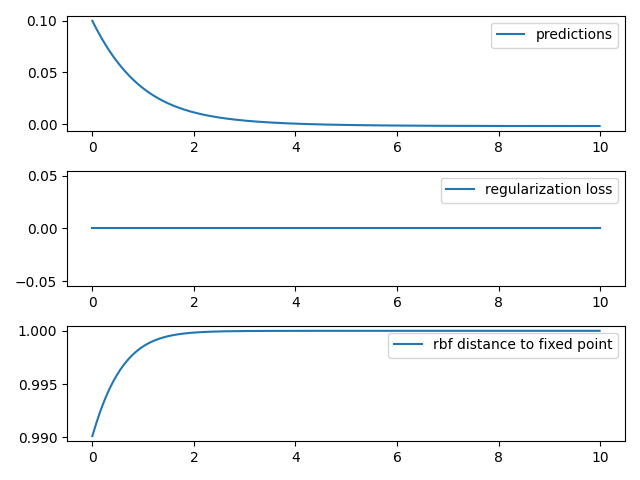 0.10
predictions
0.05
0.00
0 2 4 6 8 10
0.05
regularization loss
0.00
−0.05
0 2 4 6 8 10
1.000
rbf distance to fixed point
0.995
0.990
0 2 4 6 8 10